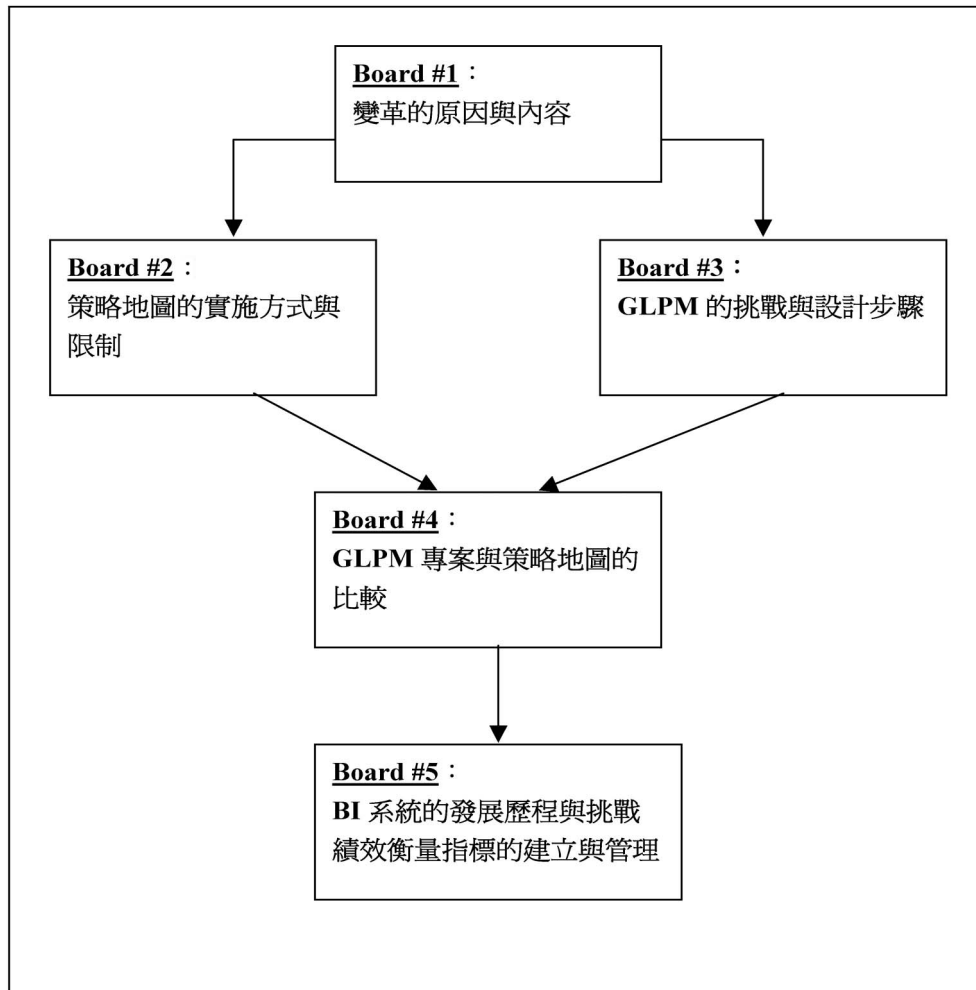 Board #1：
變革的原因與內容
Board #2：
策略地圖的實施方式與
限制
Board #3：
GLPM 的挑戰與設計步驟
Board #4：
GLPM 專案與策略地圖的
比較
Board #5：
BI 系統的發展歷程與挑戰
績效衡量指標的建立與管理